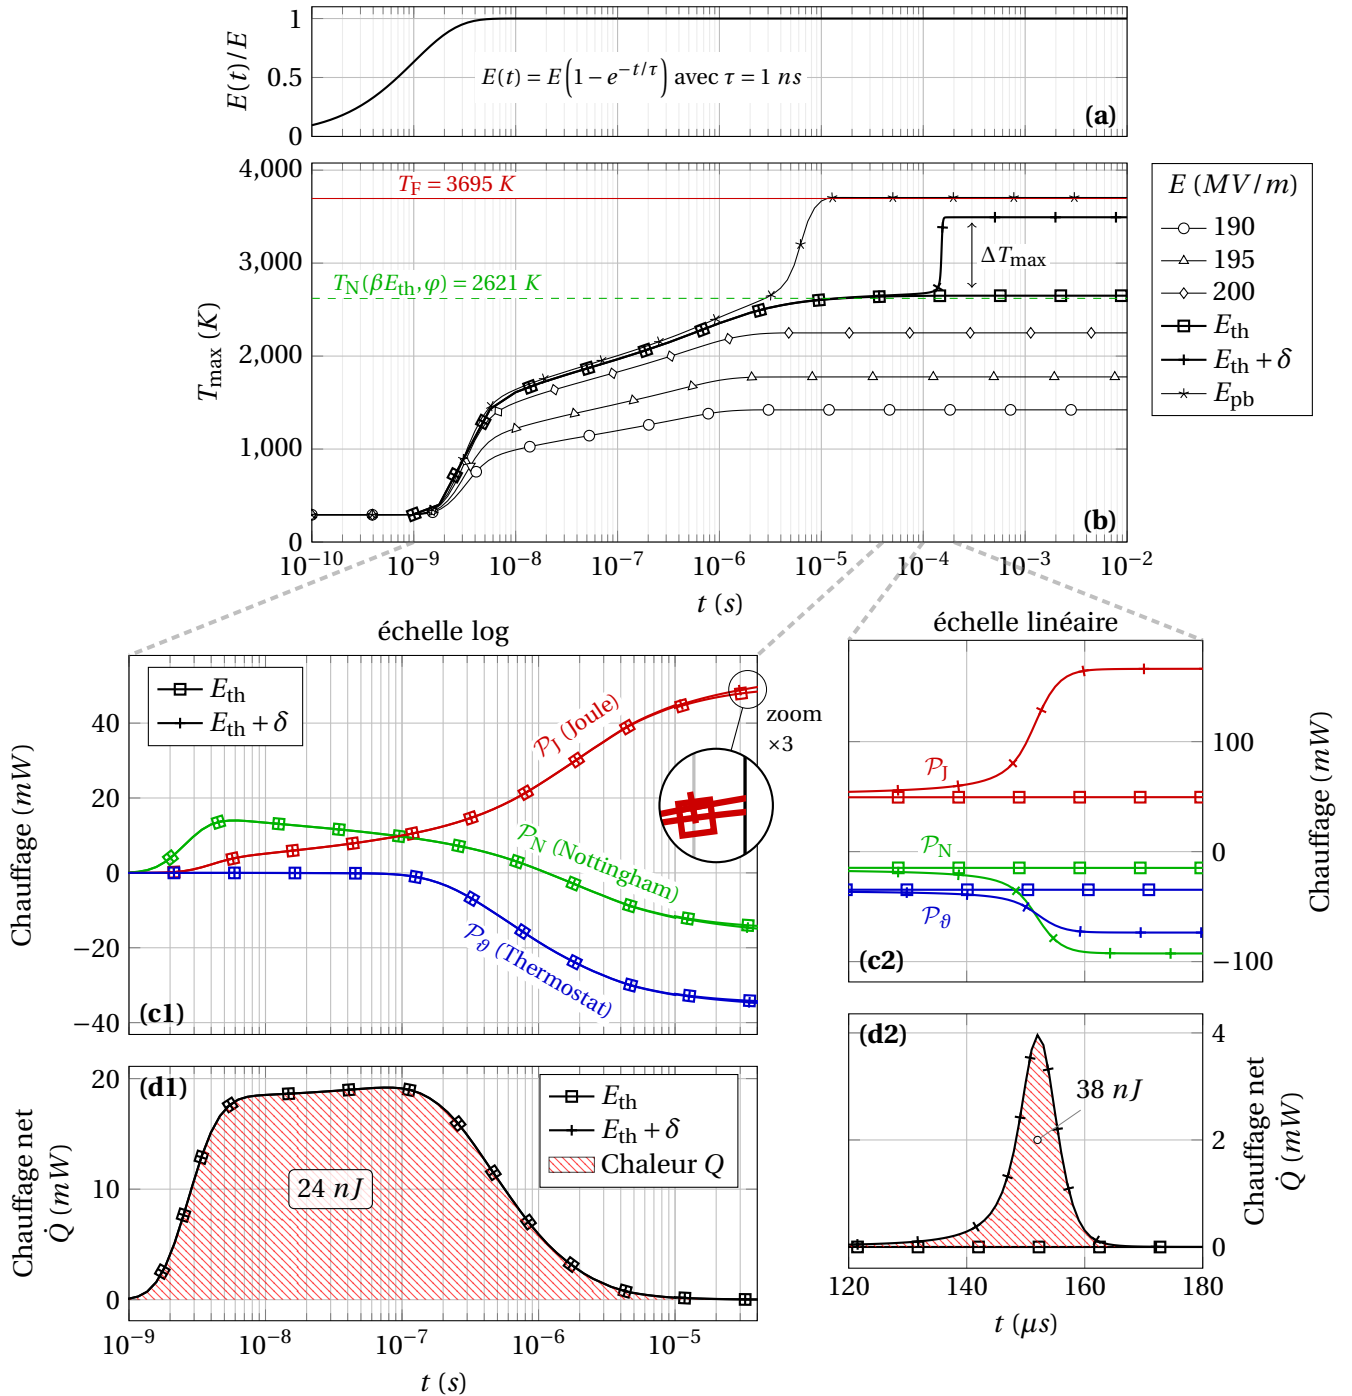 1
0.5
0
E(t)/E
E(t) = E(1 − e^{−t/τ}) avec τ = 1 ns
(a)
4,000
3,000
2,000
1,000
0
T_max (K)
T_F = 3695 K
T_N(βE_th, φ) = 2621 K
ΔT_max
(b)
10^{−10}
10^{−9}
10^{−8}
10^{−7}
10^{−6}
10^{−5}
10^{−4}
10^{−3}
10^{−2}
t (s)
E (MV/m)
190
195
200
E_th
E_th + δ
E_pb
échelle log
E_th
E_th + δ
40
20
0
−20
−40
Chauffage (mW)
𝒫_J (Joule)
𝒫_N (Nottingham)
𝒫_ϑ (Thermostat)
zoom
×3
(c1)
échelle linéaire
𝒫_J
𝒫_N
𝒫_ϑ
(c2)
100
0
−100
Chauffage (mW)
(d1)
20
10
0
Chauffage net
Q̇ (mW)
24 nJ
E_th
E_th + δ
Chaleur Q
10^{−9}
10^{−8}
10^{−7}
10^{−6}
10^{−5}
t (s)
(d2)
38 nJ
4
2
0
Chauffage net
Q̇ (mW)
120
140
160
180
t (μs)